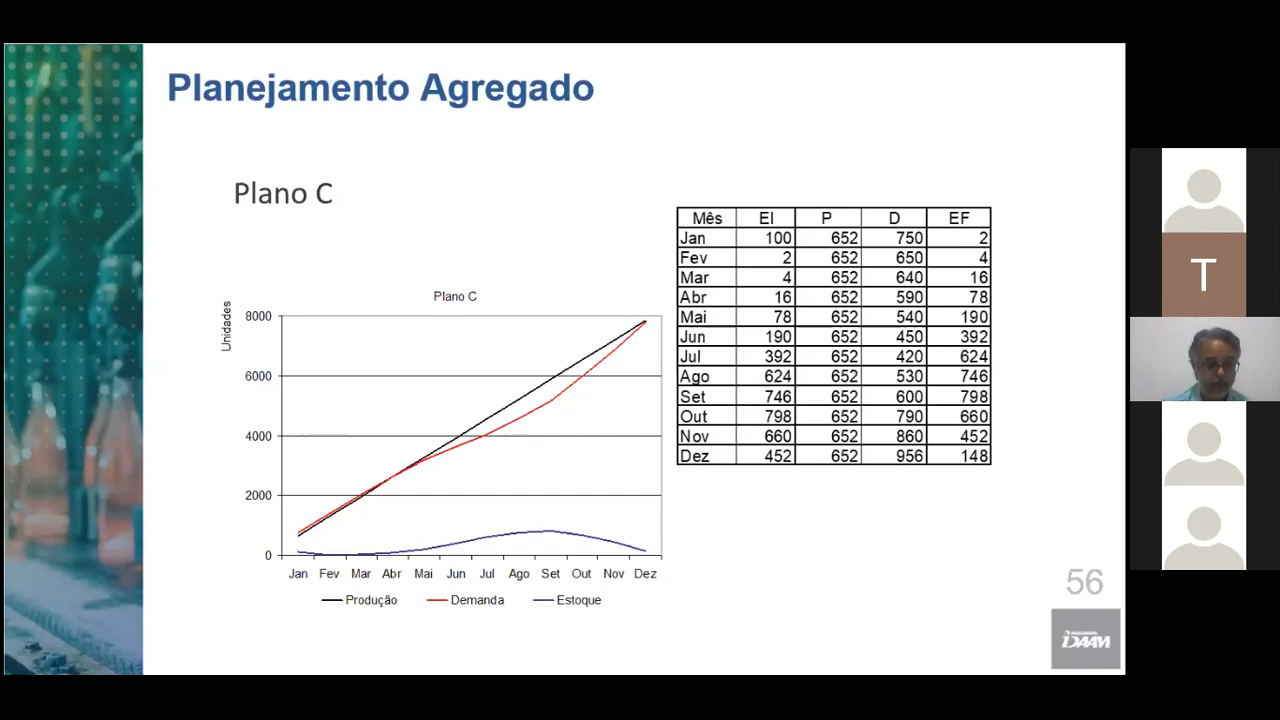 Planejamento Agregado
Plano C
Plano C
Unidades
8000
6000
4000
2000
0
Jan Fev Mar Abr Mai Jun Jul Ago Set Out Nov Dez
Produção Demanda Estoque
Mês EI P D EF
Jan 100 652 750 2
Fev 2 652 650 4
Mar 4 652 640 16
Abr 16 652 590 78
Mai 78 652 540 190
Jun 190 652 450 392
Jul 392 652 420 624
Ago 624 652 530 746
Set 746 652 600 798
Out 798 652 790 660
Nov 660 652 860 452
Dez 452 652 956 148
T
56